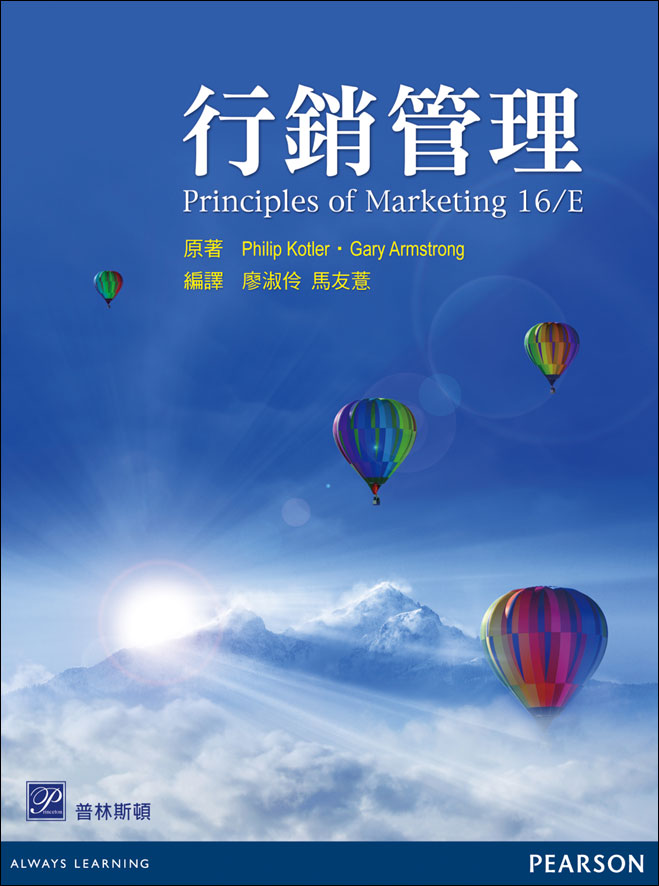 行銷管理
Principles of Marketing 16/E
原著 Philip Kotler・Gary Armstrong
編譯 廖淑伶 馬友薏
P
Princeton
普林斯頓
ALWAYS LEARNING
PEARSON